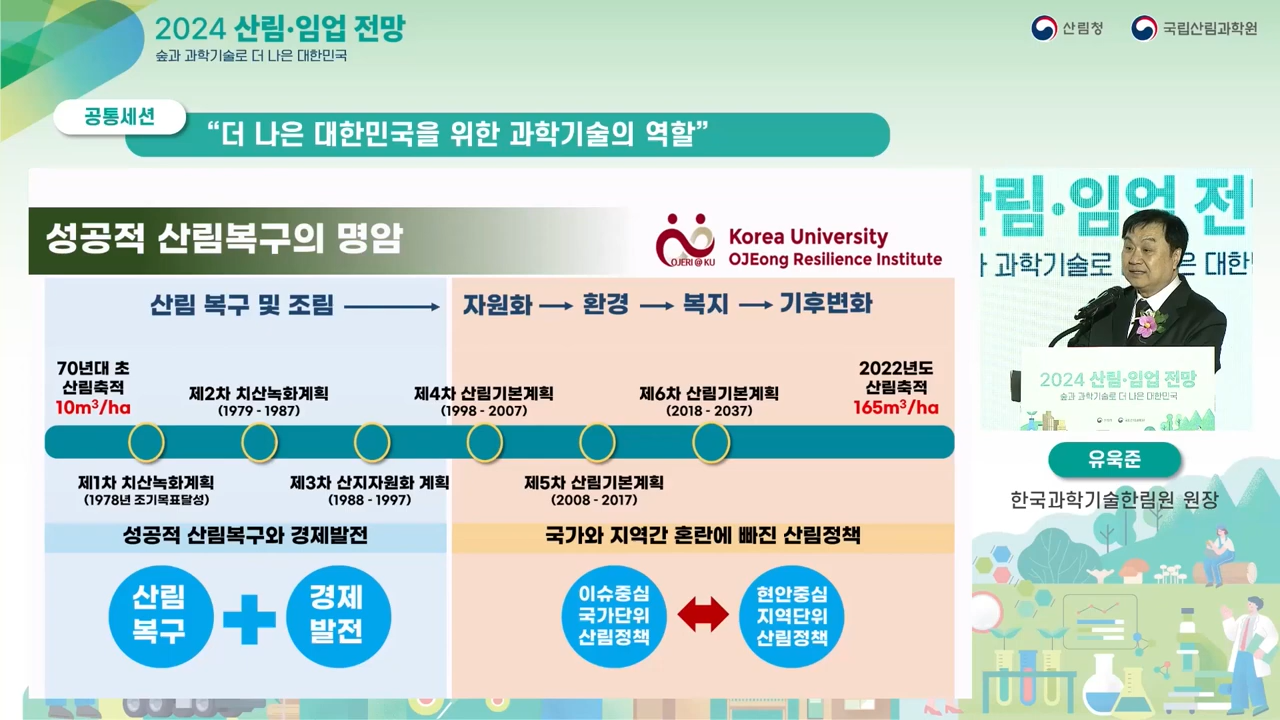 2024 산림·임업 전망
숲과 과학기술로 더 나은 대한민국
산림청
국립산림과학원
공통세션
“더 나은 대한민국을 위한 과학기술의 역할”
성공적 산림복구의 명암
OJERI @ KU
Korea University
OJEong Resilience Institute
산림 복구 및 조림
자원화
환경
복지
기후변화
70년대 초
산림축적
10m³/ha
제2차 치산녹화계획
(1979 - 1987)
제4차 산림기본계획
(1998 - 2007)
제6차 산림기본계획
(2018 - 2037)
2022년도
산림축적
165m³/ha
제1차 치산녹화계획
(1978년 조기목표달성)
제3차 산지자원화 계획
(1988 - 1997)
제5차 산림기본계획
(2008 - 2017)
성공적 산림복구와 경제발전
국가와 지역간 혼란에 빠진 산림정책
산림
복구
경제
발전
이슈중심
국가단위
산림정책
현안중심
지역단위
산림정책
산림·임업 전
과학기술로
은 대한
2024 산림·임업 전망
숲과 과학기술로 더 나은 대한민국
유욱준
한국과학기술한림원 원장